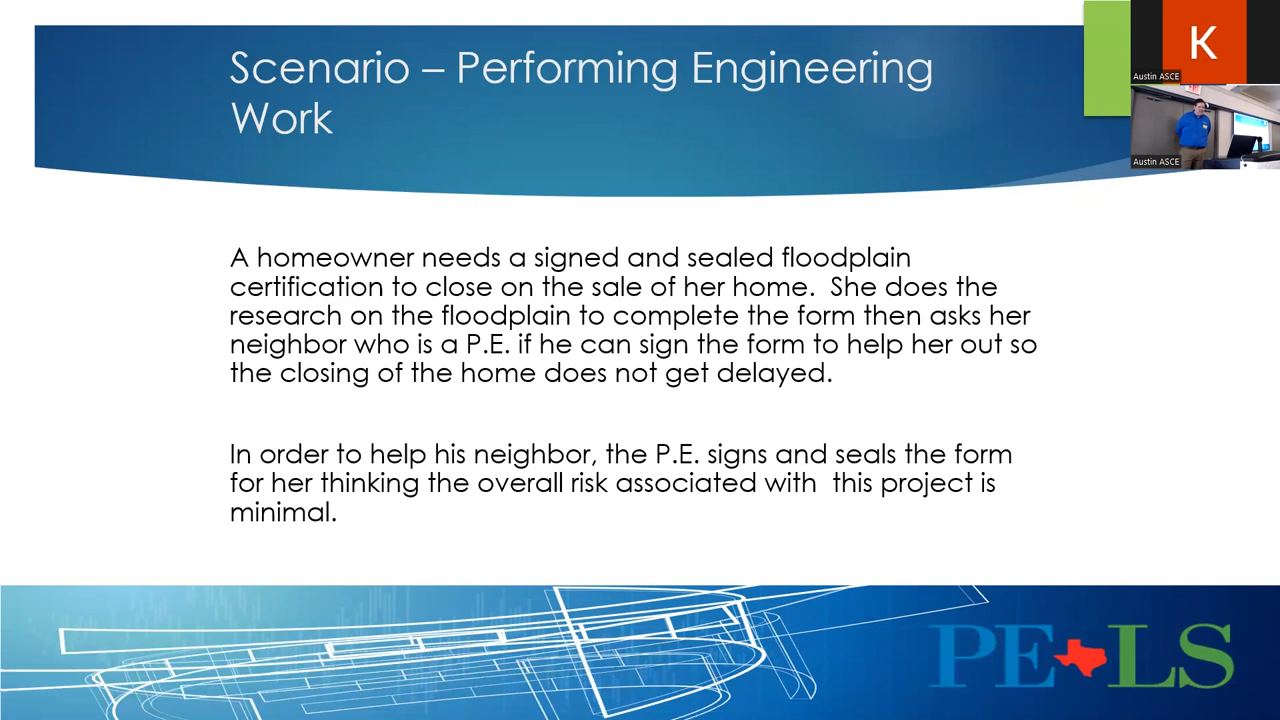 Scenario – Performing Engineering
Work
K
Austin ASCE
Austin ASCE
A homeowner needs a signed and sealed floodplain
certification to close on the sale of her home.  She does the
research on the floodplain to complete the form then asks her
neighbor who is a P.E. if he can sign the form to help her out so
the closing of the home does not get delayed.
In order to help his neighbor, the P.E. signs and seals the form
for her thinking the overall risk associated with  this project is
minimal.
PE LS